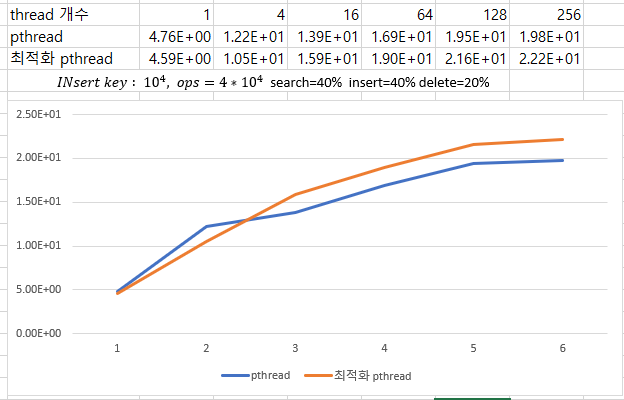 thread 개수 1 4 16 64 128 256
pthread 4.76E+00 1.22E+01 1.39E+01 1.69E+01 1.95E+01 1.98E+01
최적화 pthread 4.59E+00 1.05E+01 1.59E+01 1.90E+01 2.16E+01 2.22E+01
INsert key: 10⁴, ops = 4 * 10⁴ search=40% insert=40% delete=20%
2.50E+01
2.00E+01
1.50E+01
1.00E+01
5.00E+00
0.00E+00
1 2 3 4 5 6
pthread 최적화 pthread